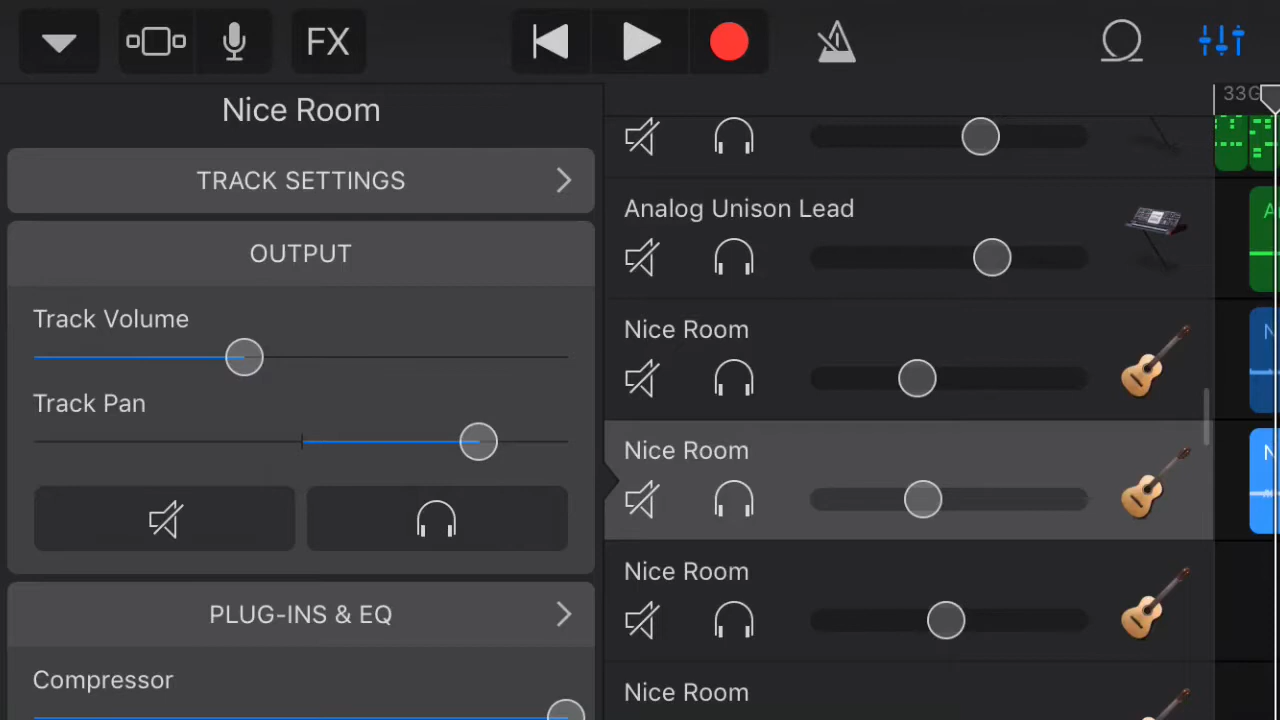 FX
33G
Nice Room
TRACK SETTINGS
OUTPUT
Track Volume
Track Pan
PLUG-INS & EQ
Compressor
Analog Unison Lead
Nice Room
Nice Room
Nice Room
Nice Room
A
N
N